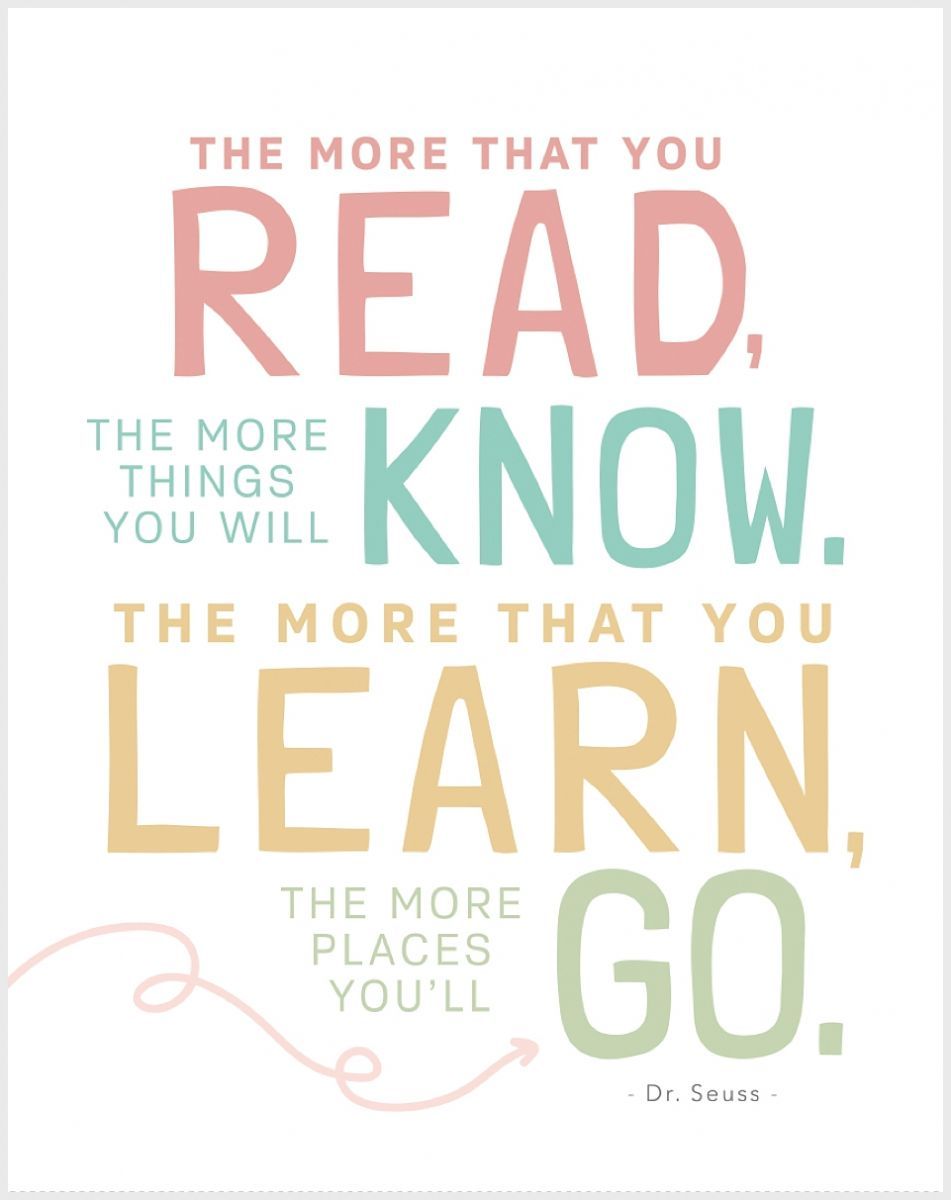 THE MORE THAT YOU
READ,
THE MORE
THINGS
YOU WILL
KNOW.
THE MORE THAT YOU
LEARN,
THE MORE
PLACES
YOU'LL
GO.
- Dr. Seuss -